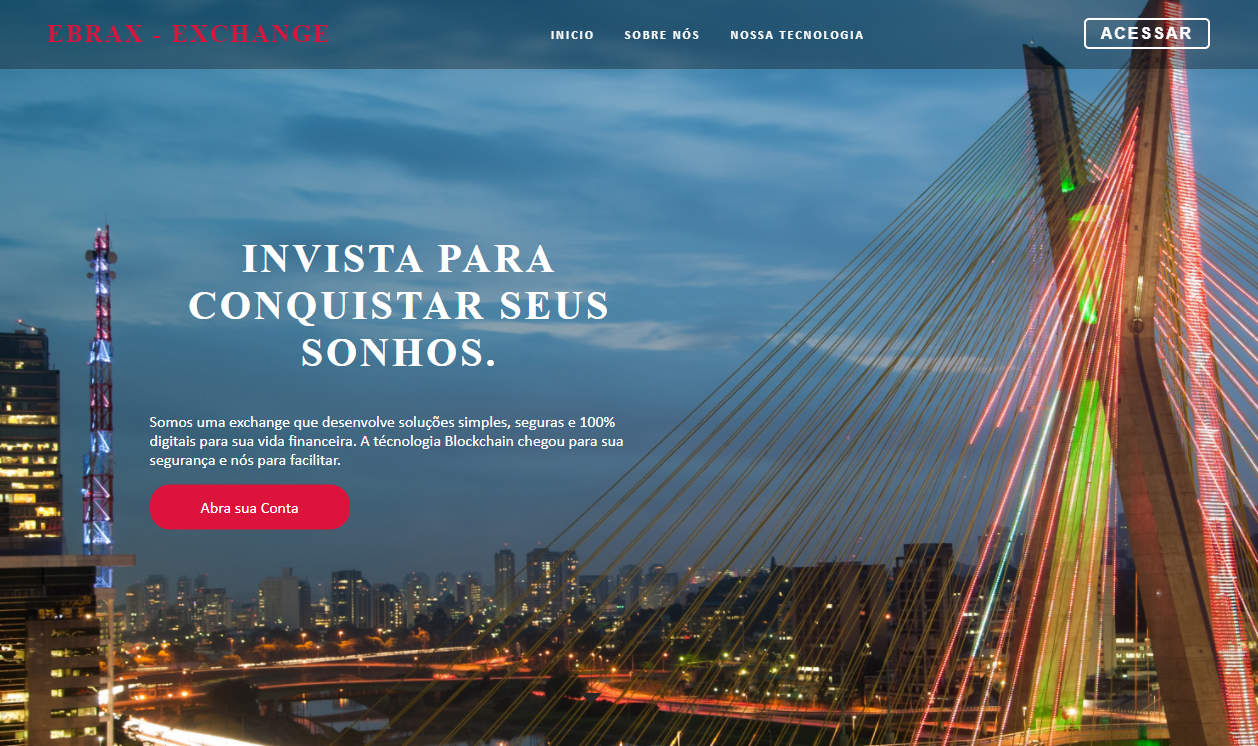 EBRAX - EXCHANGE
INICIO
SOBRE NÓS
NOSSA TECNOLOGIA
ACESSAR
INVISTA PARA
CONQUISTAR SEUS
SONHOS.
Somos uma exchange que desenvolve soluções simples, seguras e 100%
digitais para sua vida financeira. A técnologia Blockchain chegou para sua
segurança e nós para facilitar.
Abra sua Conta